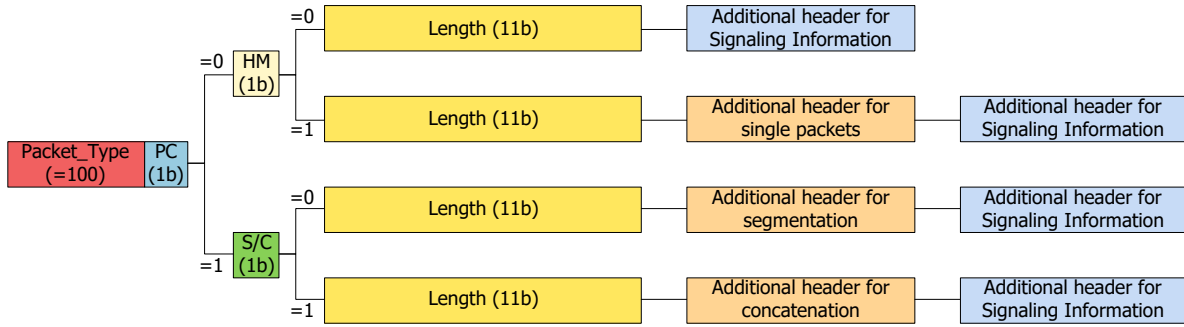 =0
Length (11b)
Additional header for
Signaling Information
=0
HM
(1b)
=1
Length (11b)
Additional header for
single packets
Additional header for
Signaling Information
Packet_Type
(=100)
PC
(1b)
=0
Length (11b)
Additional header for
segmentation
Additional header for
Signaling Information
=1
S/C
(1b)
=1
Length (11b)
Additional header for
concatenation
Additional header for
Signaling Information